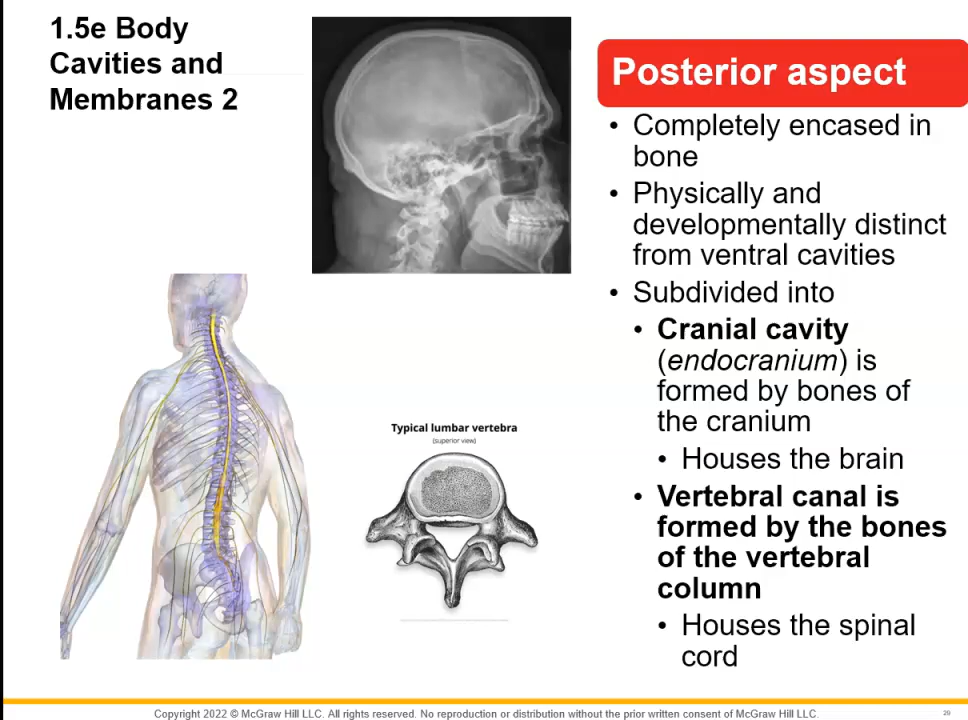 1.5e Body
Cavities and
Membranes 2
Posterior aspect
• Completely encased in
bone
• Physically and
developmentally distinct
from ventral cavities
• Subdivided into
• Cranial cavity
(endocranium) is
formed by bones of
the cranium
• Houses the brain
• Vertebral canal is
formed by the bones
of the vertebral
column
• Houses the spinal
cord
Typical lumbar vertebra
(superior view)
Copyright 2022 © McGraw Hill LLC. All rights reserved. No reproduction or distribution without the prior written consent of McGraw Hill LLC.
29